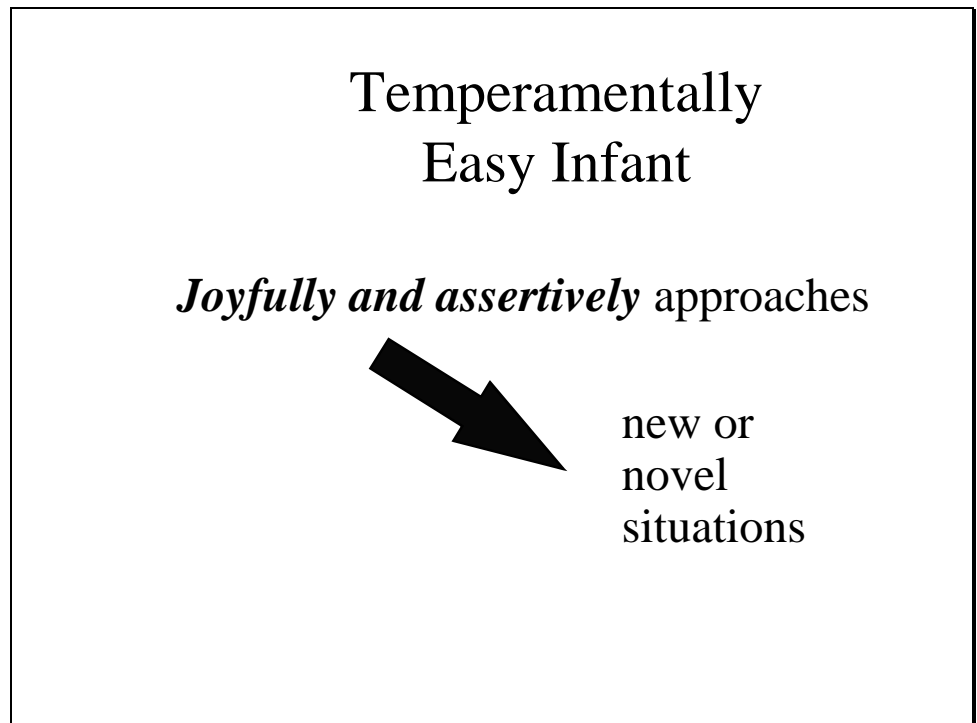 Temperamentally
Easy Infant
Joyfully and assertively approaches
new or
novel
situations